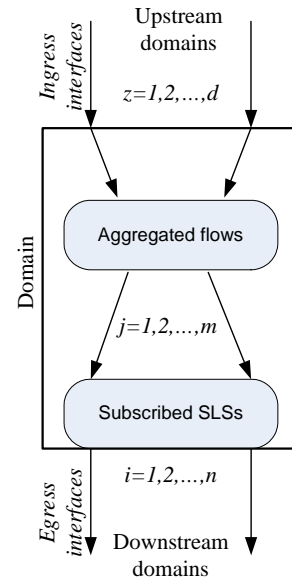 Upstream
domains
Ingress
interfaces
z=1,2,...,d
Aggregated flows
Domain
j=1,2,...,m
Subscribed SLSs
i=1,2,...,n
Egress
interfaces
Downstream
domains